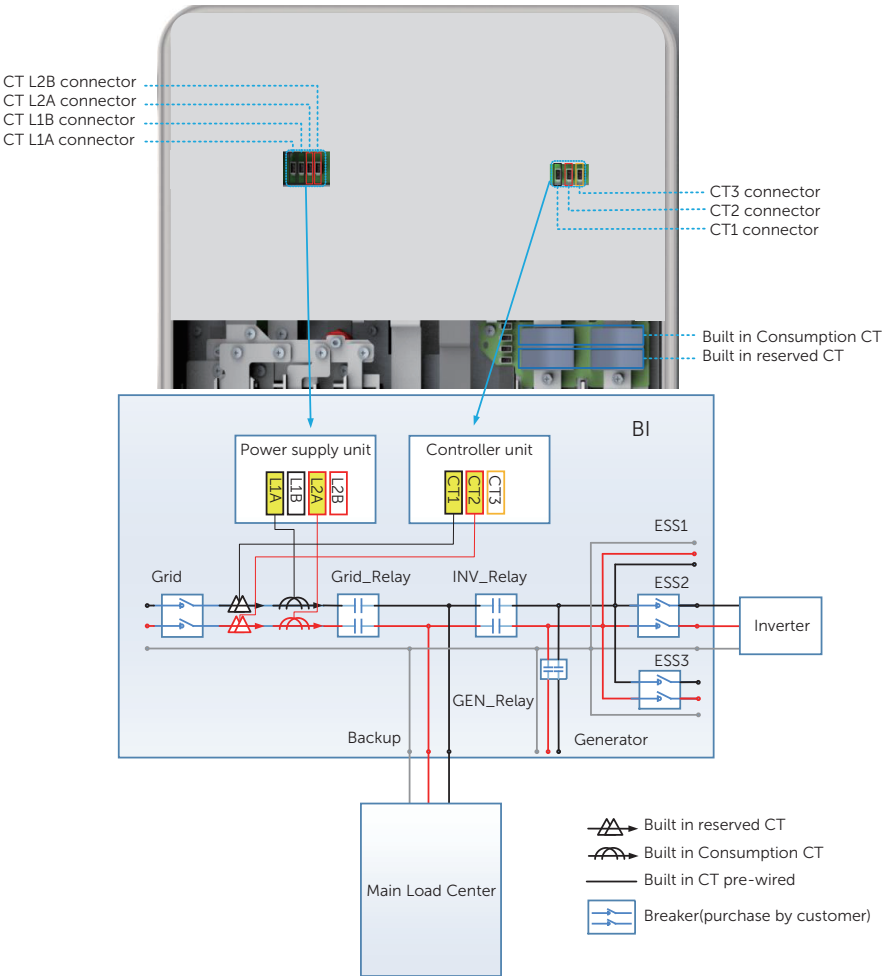 CT L2B connector
CT L2A connector
CT L1B connector
CT L1A connector
CT3 connector
CT2 connector
CT1 connector
Built in Consumption CT
Built in reserved CT
BI
Power supply unit
L1A
L1B
L2A
L2B
Controller unit
CT1
CT2
CT3
ESS1
Grid
Grid_Relay
INV_Relay
ESS2
Inverter
ESS3
GEN_Relay
Backup
Generator
Main Load Center
Built in reserved CT
Built in Consumption CT
Built in CT pre-wired
Breaker(purchase by customer)